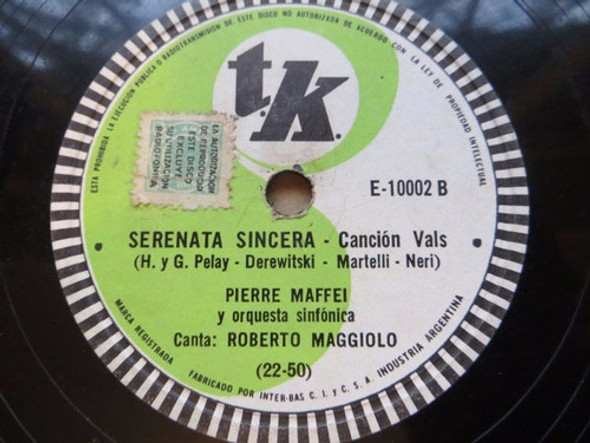 ESTA PROHIBIDA LA EJECUCION PUBLICA O RADIOTRANSMISION DE ESTE DISCO NO AUTORIZADA DE ACUERDO CON LA LEY DE PROPIEDAD INTELECTUAL
t.k.
LA AUTORIZACION
DE REPRODUCIR
ESTE DISCO
EXCLUYE
SU UTILIZACION
RADIOFONICA
E-10002 B
SERENATA SINCERA - Canción Vals
(H. y G. Pelay - Derewitski - Martelli - Neri)
PIERRE MAFFEI
y orquesta sinfónica
Canta: ROBERTO MAGGIOLO
(22-50)
MARCA REGISTRADA
FABRICADO POR INTER-BAS C. I. y C. S. A. INDUSTRIA ARGENTINA